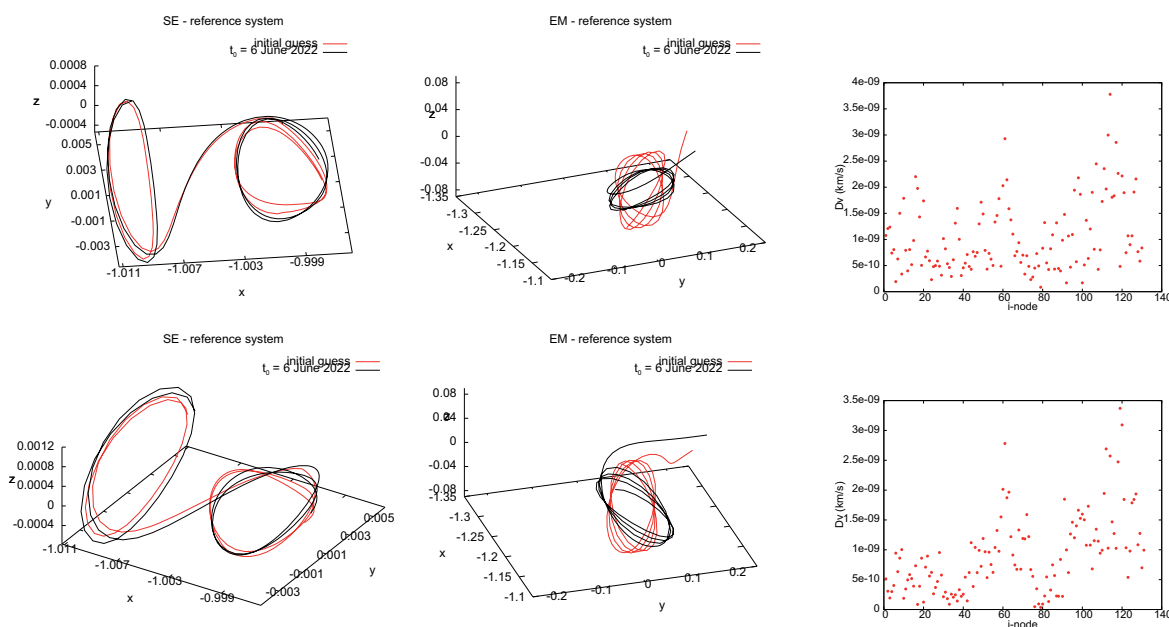 SE - reference system
initial guess
t₀ = 6 June 2022
0.0008
0.0004
z
0
-0.0004
0.005
0.003
y
0.001
-0.001
-0.003
-1.011
-1.007
-1.003
-0.999
x
EM - reference system
initial guess
t₀ = 6 June 2022
0.08
0.04
z
0
-0.04
-0.08
-1.35
-1.3
-1.25
x
-1.2
-1.15
-1.1
-0.2
-0.1
0
0.1
0.2
y
4e-09
3.5e-09
3e-09
2.5e-09
2e-09
1.5e-09
1e-09
5e-10
0
Dv (km/s)
0 20 40 60 80 100 120 140
i-node
SE - reference system
initial guess
t₀ = 6 June 2022
0.0012
0.0008
z 0.0004
0
-0.0004
-1.011
-1.007
-1.003
-0.999
x
-0.003
-0.001
0.001
0.003
0.005
y
EM - reference system
initial guess
t₀ = 6 June 2022
0.08
0.04
z
0
-0.04
-0.08
-1.35
-1.3
x
-1.25
-1.2
-1.15
-1.1
-0.2
-0.1
0
0.1
0.2
y
3.5e-09
3e-09
2.5e-09
2e-09
1.5e-09
1e-09
5e-10
0
Dv (km/s)
0 20 40 60 80 100 120 140
i-node